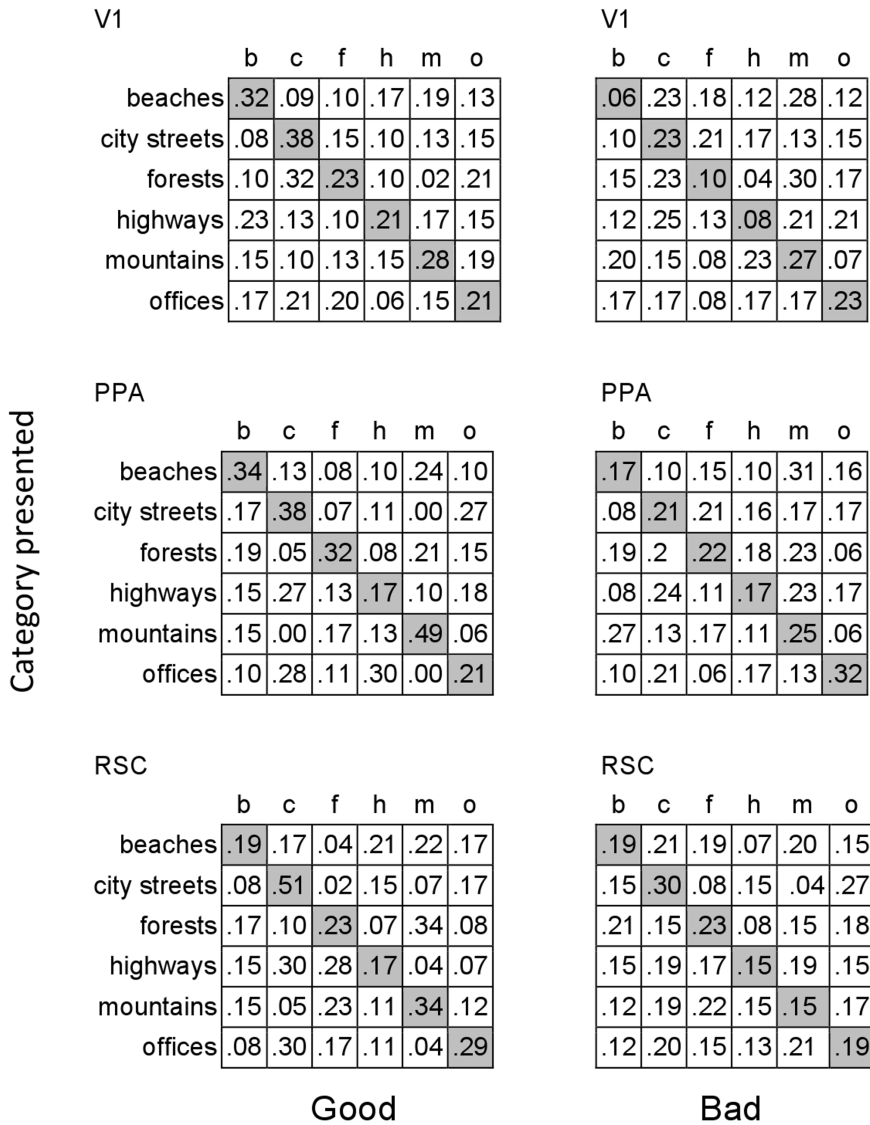 V1 V1
b c f h m o b c f h m o
beaches .32 .09 .10 .17 .19 .13 .06 .23 .18 .12 .28 .12
city streets .08 .38 .15 .10 .13 .15 .10 .23 .21 .17 .13 .15
forests .10 .32 .23 .10 .02 .21 .15 .23 .10 .04 .30 .17
highways .23 .13 .10 .21 .17 .15 .12 .25 .13 .08 .21 .21
mountains .15 .10 .13 .15 .28 .19 .20 .15 .08 .23 .27 .07
offices .17 .21 .20 .06 .15 .21 .17 .17 .08 .17 .17 .23
Category presented
PPA PPA
b c f h m o b c f h m o
beaches .34 .13 .08 .10 .24 .10 .17 .10 .15 .10 .31 .16
city streets .17 .38 .07 .11 .00 .27 .08 .21 .21 .16 .17 .17
forests .19 .05 .32 .08 .21 .15 .19 .2 .22 .18 .23 .06
highways .15 .27 .13 .17 .10 .18 .08 .24 .11 .17 .23 .17
mountains .15 .00 .17 .13 .49 .06 .27 .13 .17 .11 .25 .06
offices .10 .28 .11 .30 .00 .21 .10 .21 .06 .17 .13 .32
RSC RSC
b c f h m o b c f h m o
beaches .19 .17 .04 .21 .22 .17 .19 .21 .19 .07 .20 .15
city streets .08 .51 .02 .15 .07 .17 .15 .30 .08 .15 .04 .27
forests .17 .10 .23 .07 .34 .08 .21 .15 .23 .08 .15 .18
highways .15 .30 .28 .17 .04 .07 .15 .19 .17 .15 .19 .15
mountains .15 .05 .23 .11 .34 .12 .12 .19 .22 .15 .15 .17
offices .08 .30 .17 .11 .04 .29 .12 .20 .15 .13 .21 .19
Good Bad